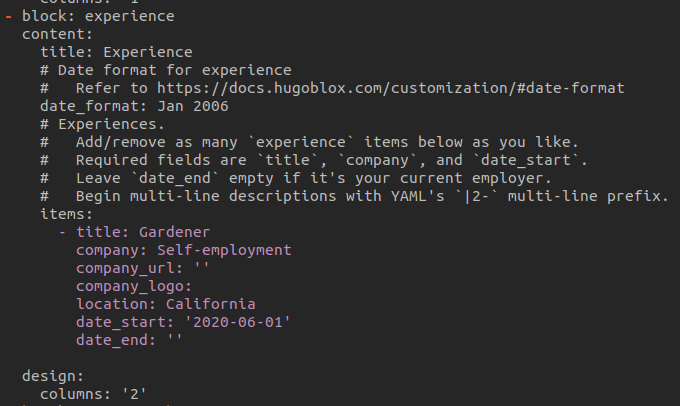 columns: '1'
- block: experience
content:
title: Experience
# Date format for experience
#   Refer to https://docs.hugoblox.com/customization/#date-format
date_format: Jan 2006
# Experiences.
#   Add/remove as many `experience` items below as you like.
#   Required fields are `title`, `company`, and `date_start`.
#   Leave `date_end` empty if it's your current employer.
#   Begin multi-line descriptions with YAML's `|2-` multi-line prefix.
items:
- title: Gardener
company: Self-employment
company_url: ''
company_logo:
location: California
date_start: '2020-06-01'
date_end: ''
design:
columns: '2'